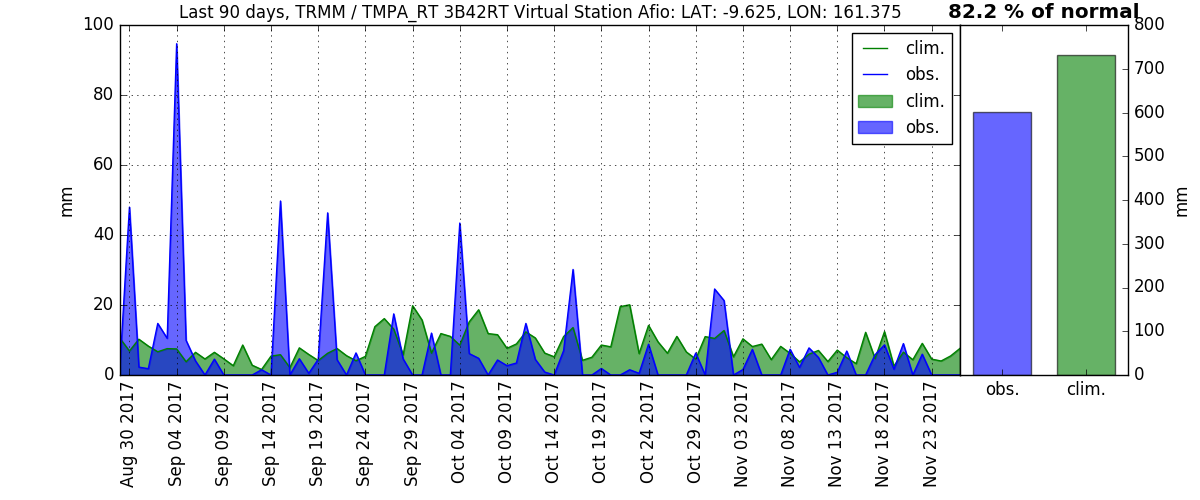 Last 90 days, TRMM / TMPA_RT 3B42RT Virtual Station Afio: LAT: -9.625, LON: 161.375
82.2 % of normal
100
80
60
40
20
0
mm
clim.
obs.
clim.
obs.
Aug 30 2017
Sep 04 2017
Sep 09 2017
Sep 14 2017
Sep 19 2017
Sep 24 2017
Sep 29 2017
Oct 04 2017
Oct 09 2017
Oct 14 2017
Oct 19 2017
Oct 24 2017
Oct 29 2017
Nov 03 2017
Nov 08 2017
Nov 13 2017
Nov 18 2017
Nov 23 2017
800
700
600
500
400
300
200
100
0
mm
obs.
clim.